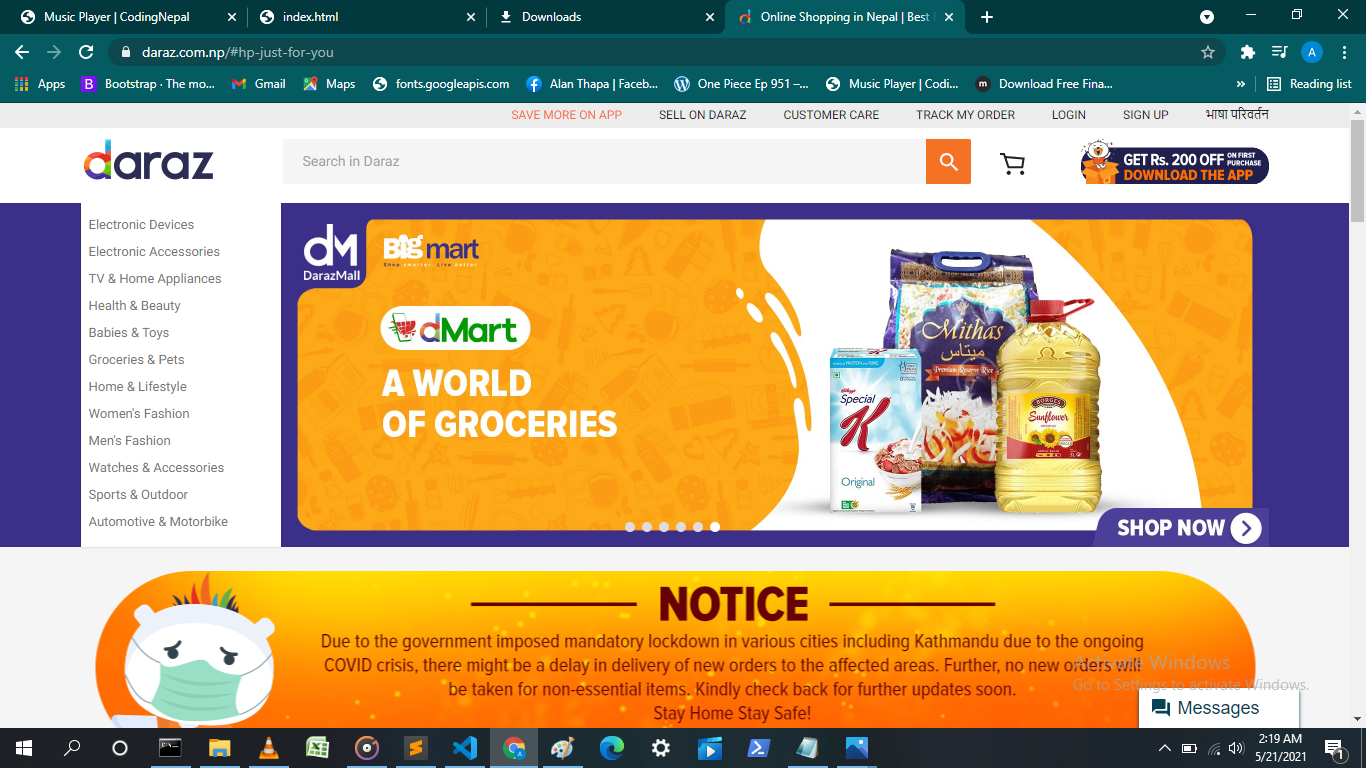 Music Player | CodingNepal
index.html
Downloads
Online Shopping in Nepal | Best
daraz.com.np/#hp-just-for-you
A
Apps
Bootstrap · The mo...
Gmail
Maps
fonts.googleapis.com
Alan Thapa | Faceb...
One Piece Ep 951 –...
Music Player | Codi...
Download Free Fina...
»
Reading list
SAVE MORE ON APP
SELL ON DARAZ
CUSTOMER CARE
TRACK MY ORDER
LOGIN
SIGN UP
भाषा परिवर्तन
daraz
Search in Daraz
GET Rs. 200 OFF ON FIRST PURCHASE
DOWNLOAD THE APP
Electronic Devices
Electronic Accessories
TV & Home Appliances
Health & Beauty
Babies & Toys
Groceries & Pets
Home & Lifestyle
Women's Fashion
Men's Fashion
Watches & Accessories
Sports & Outdoor
Automotive & Motorbike
dM
DarazMall
Big mart
Shop smarter. Live better
dMart
A WORLD
OF GROCERIES
Mithas
ميتاس
Premium Reserve Rice
Kellogg's
Special
K
Original
BORGES
Sunflower
SHOP NOW
NOTICE
Due to the government imposed mandatory lockdown in various cities including Kathmandu due to the ongoing
COVID crisis, there might be a delay in delivery of new orders to the affected areas. Further, no new orders will
be taken for non-essential items. Kindly check back for further updates soon.
Stay Home Stay Safe!
Activate Windows
Go to Settings to activate Windows.
Messages
2:19 AM
5/21/2021
1